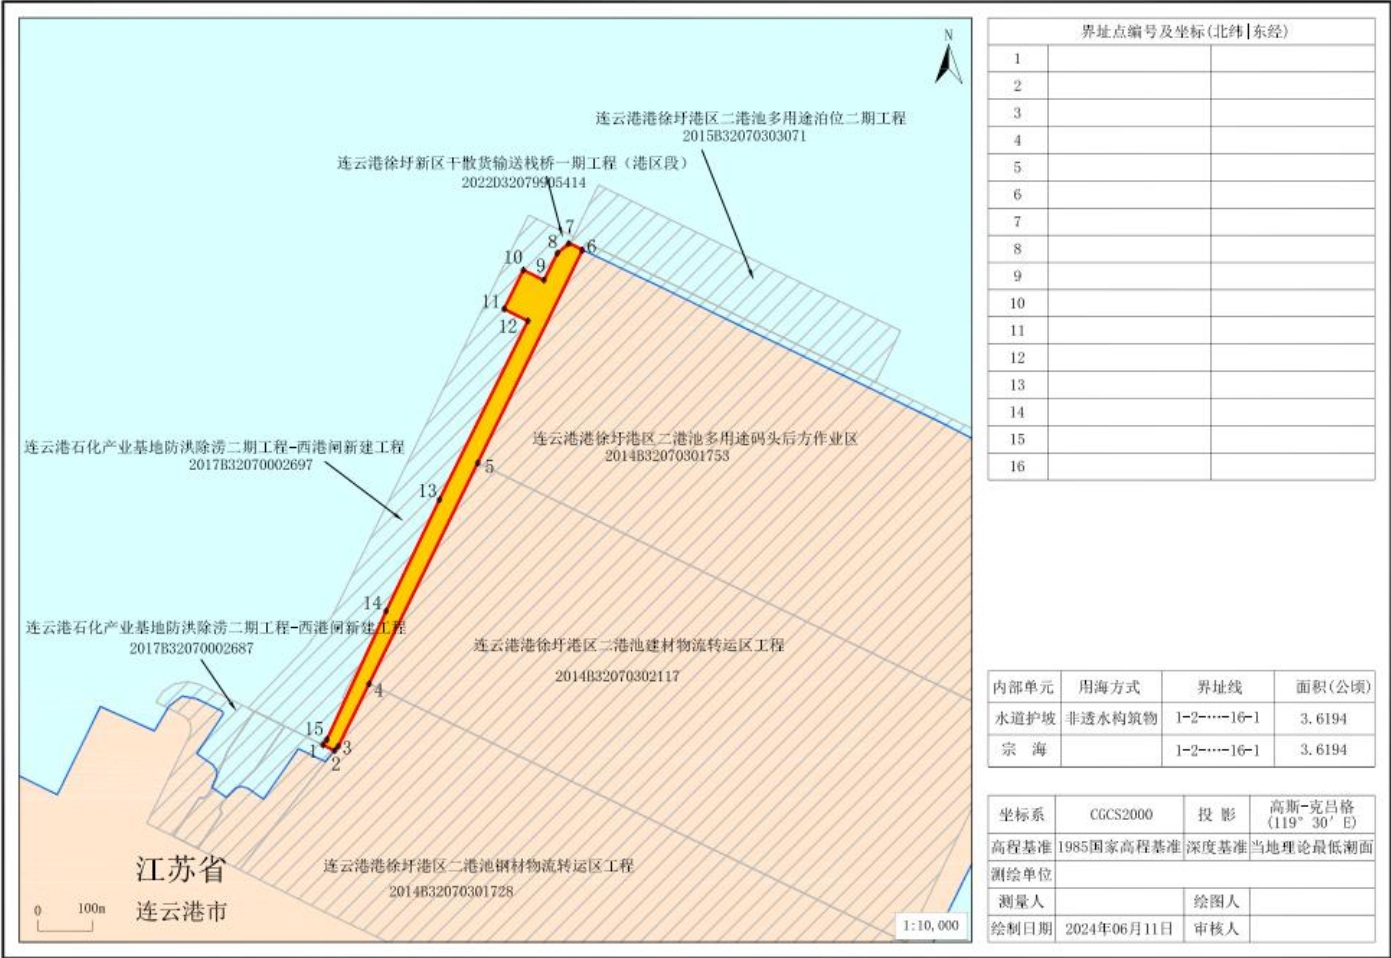 N
连云港港徐圩港区二港池多用途泊位二期工程
2015B32070303071
连云港徐圩新区干散货输送栈桥一期工程（港区段）
2022D32079905414
7
8
6
10
9
11
12
连云港石化产业基地防洪除涝二期工程-西港闸新建工程
2017B32070002697
连云港港徐圩港区二港池多用途码头后方作业区
2014B32070301753
5
13
14
连云港石化产业基地防洪除涝二期工程-西港闸新建工程
2017B32070002687
连云港港徐圩港区二港池建材物流转运区工程
2014B32070302117
4
15
1
3
2
江苏省
连云港市
连云港港徐圩港区二港池钢材物流转运区工程
2014B32070301728
0 100m
1:10,000
界址点编号及坐标(北纬|东经)
1
2
3
4
5
6
7
8
9
10
11
12
13
14
15
16
内部单元 用海方式 界址线 面积(公顷)
水道护坡 非透水构筑物 1-2-…-16-1 3.6194
宗 海 1-2-…-16-1 3.6194
坐标系 CGCS2000 投 影 高斯-克吕格
(119° 30′ E)
高程基准 1985国家高程基准 深度基准 当地理论最低潮面
测绘单位
测量人 绘图人
绘制日期 2024年06月11日 审核人